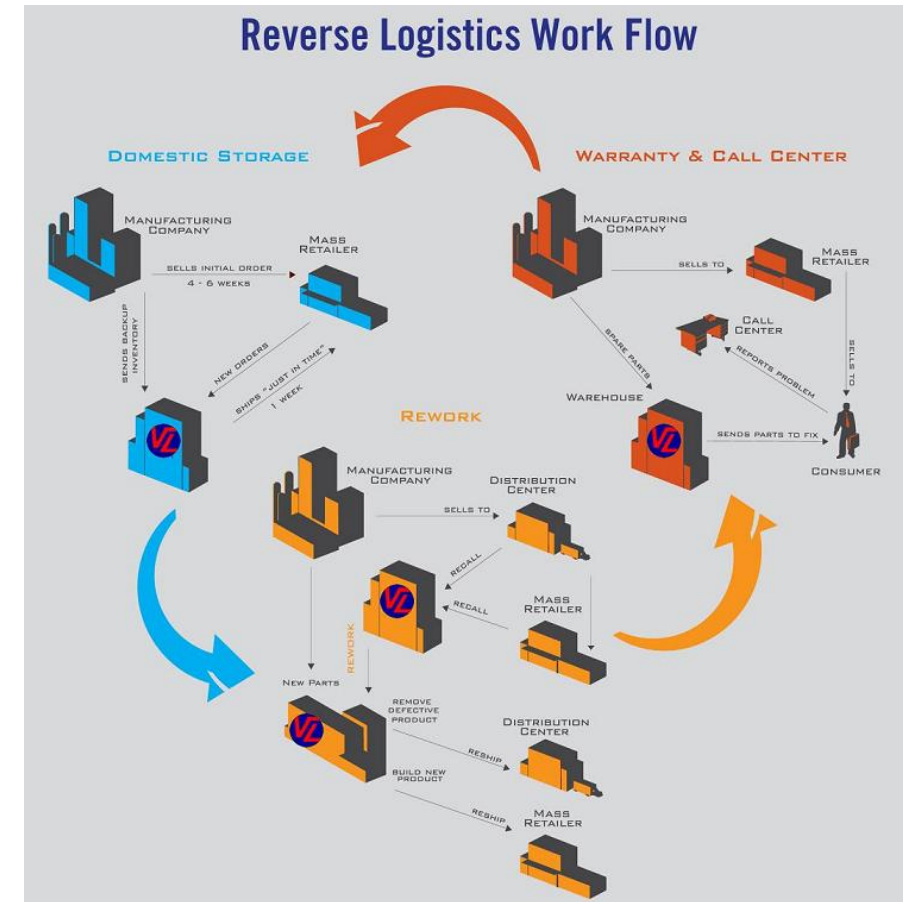 Reverse Logistics Work Flow
DOMESTIC STORAGE
MANUFACTURING
COMPANY
MASS
RETAILER
SELLS INITIAL ORDER
4 - 6 WEEKS
SENDS BACKUP
INVENTORY
NEW ORDERS
SHIPS "JUST IN TIME"
1 WEEK
VL
WARRANTY & CALL CENTER
MANUFACTURING
COMPANY
MASS
RETAILER
SELLS TO
CALL
CENTER
SPARE PARTS
REPORTS PROBLEM
SELLS TO
WAREHOUSE
VL
SENDS PARTS TO FIX
CONSUMER
REWORK
MANUFACTURING
COMPANY
DISTRIBUTION
CENTER
SELLS TO
RECALL
RECALL
MASS
RETAILER
VL
REWORK
NEW PARTS
VL
REMOVE
DEFECTIVE
PRODUCT
DISTRIBUTION
CENTER
RESHIP
BUILD NEW
PRODUCT
RESHIP
MASS
RETAILER